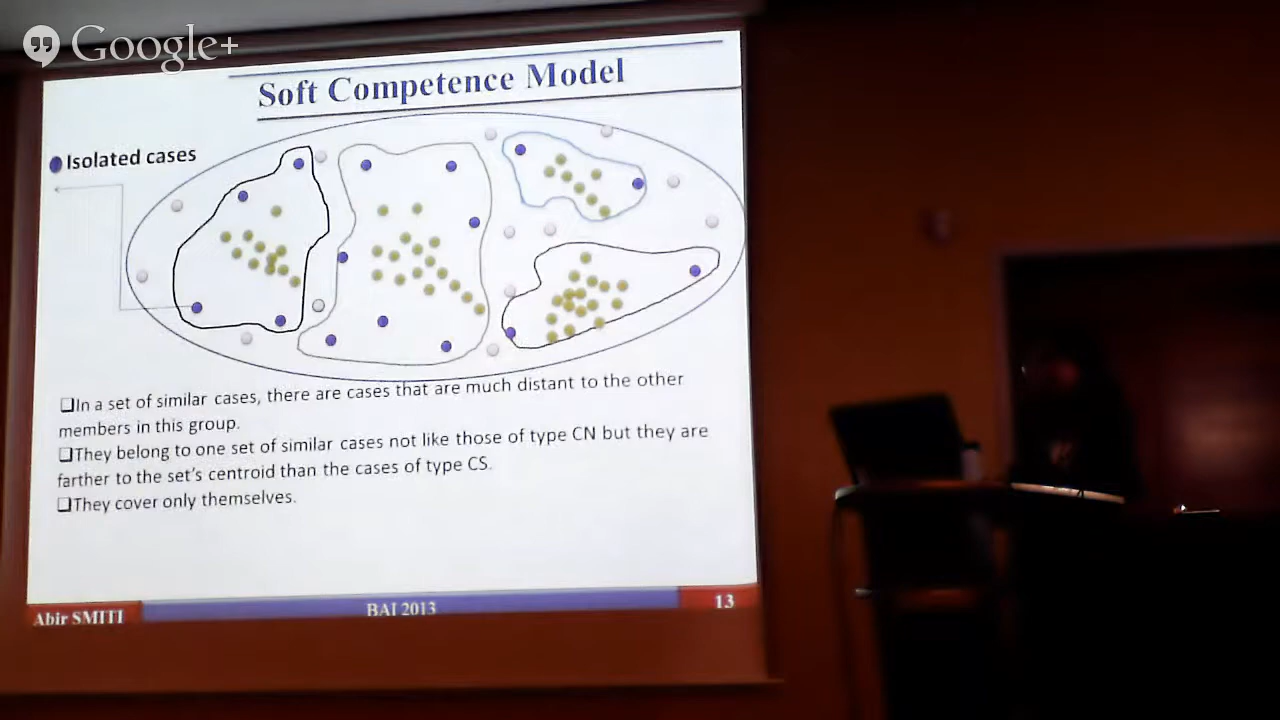 Google+
Soft Competence Model
Isolated cases
❑In a set of similar cases, there are cases that are much distant to the other
members in this group.
❑They belong to one set of similar cases not like those of type CN but they are
farther to the set's centroid than the cases of type CS.
❑They cover only themselves.
Abir SMITI
BAI 2013
13